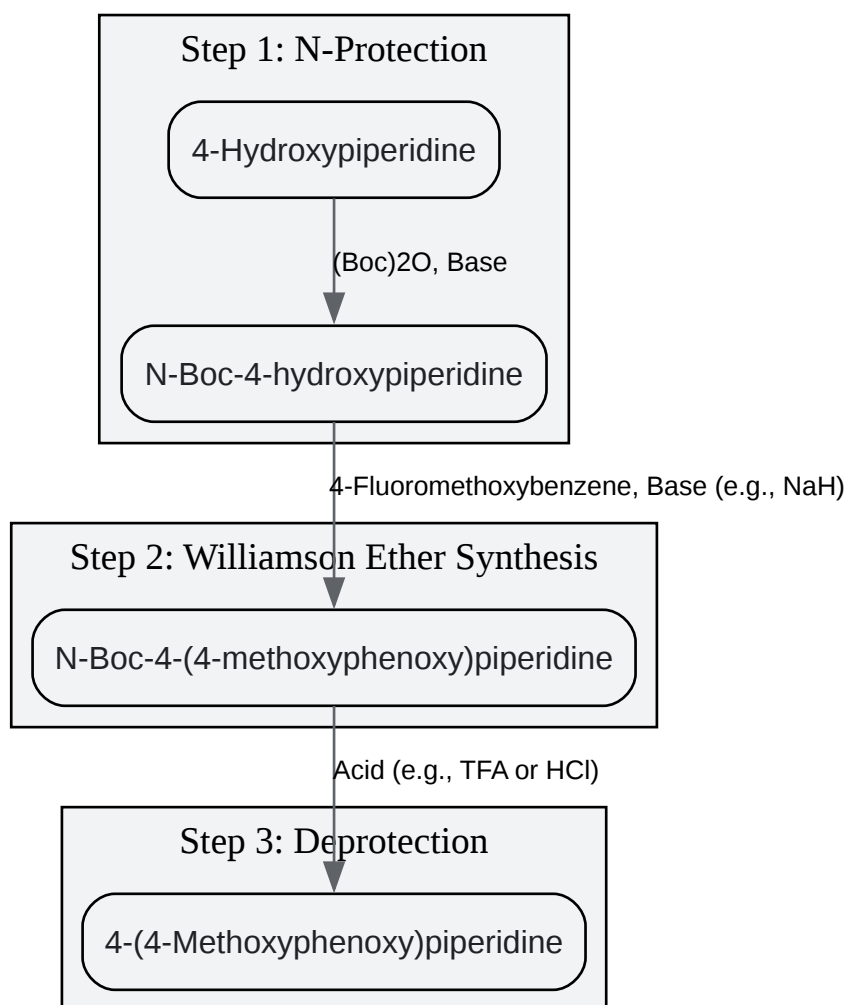 Step 1: N-Protection
4-Hydroxypiperidine
(Boc)2O, Base
N-Boc-4-hydroxypiperidine
4-Fluoromethoxybenzene, Base (e.g., NaH)
Step 2: Williamson Ether Synthesis
N-Boc-4-(4-methoxyphenoxy)piperidine
Acid (e.g., TFA or HCl)
Step 3: Deprotection
4-(4-Methoxyphenoxy)piperidine